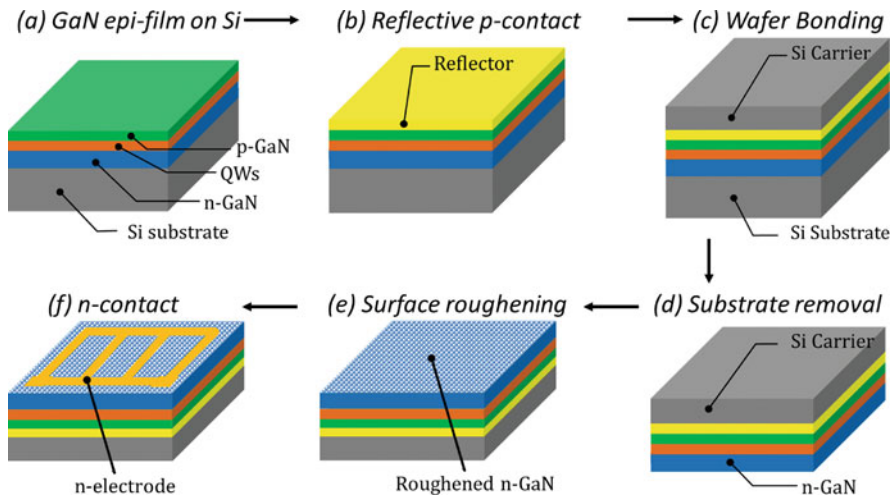 (a) GaN epi-film on Si
(b) Reflective p-contact
(c) Wafer Bonding
Reflector
Si Carrier
p-GaN
QWs
n-GaN
Si substrate
Si Substrate
(f) n-contact
(e) Surface roughening
(d) Substrate removal
Si Carrier
n-electrode
Roughened n-GaN
n-GaN